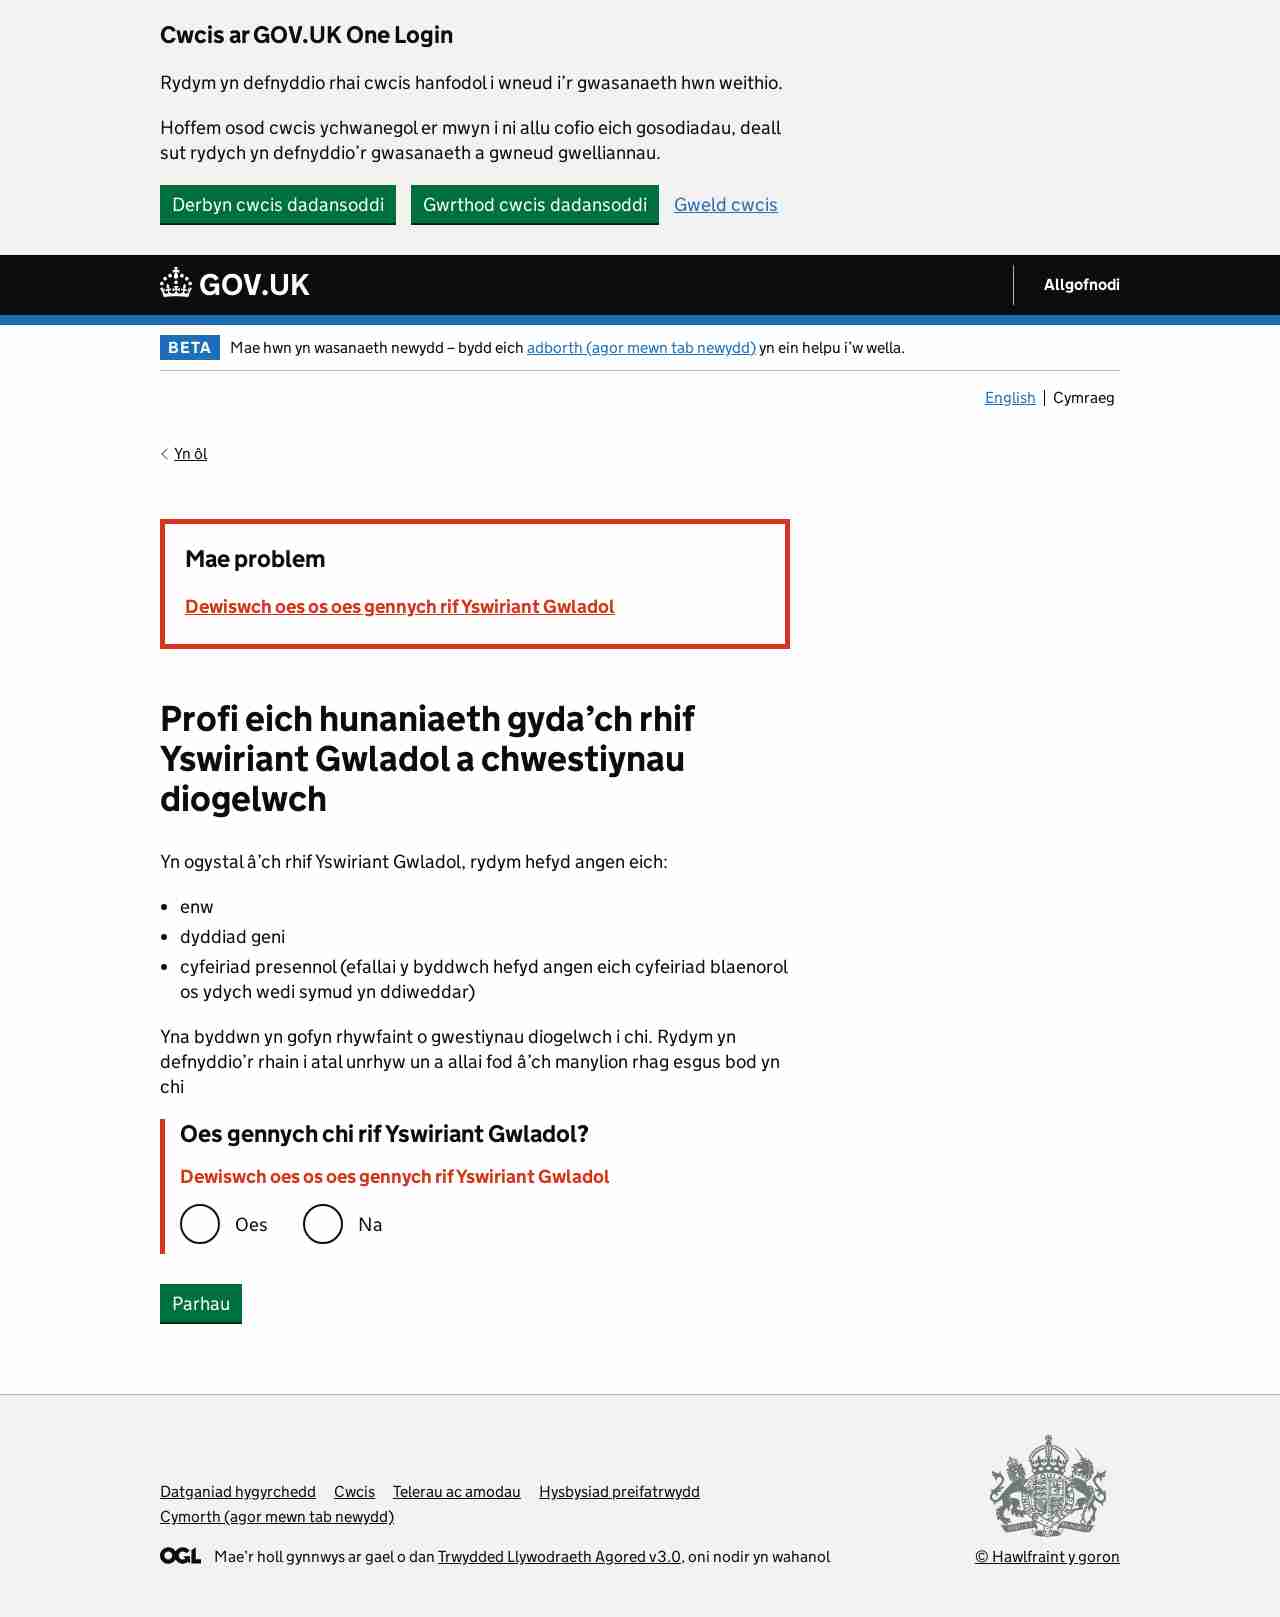 Cwcis ar GOV.UK One Login
Rydym yn defnyddio rhai cwcis hanfodol i wneud i’r gwasanaeth hwn weithio.
Hoffem osod cwcis ychwanegol er mwyn i ni allu cofio eich gosodiadau, deall
sut rydych yn defnyddio’r gwasanaeth a gwneud gwelliannau.
Derbyn cwcis dadansoddi Gwrthod cwcis dadansoddi Gweld cwcis
GOV.UK Allgofnodi
BETA Mae hwn yn wasanaeth newydd – bydd eich adborth (agor mewn tab newydd) yn ein helpu i’w wella.
English Cymraeg
Yn ôl
Mae problem
Dewiswch oes os oes gennych rif Yswiriant Gwladol
Profi eich hunaniaeth gyda’ch rhif
Yswiriant Gwladol a chwestiynau
diogelwch
Yn ogystal â’ch rhif Yswiriant Gwladol, rydym hefyd angen eich:
• enw
• dyddiad geni
• cyfeiriad presennol (efallai y byddwch hefyd angen eich cyfeiriad blaenorol
os ydych wedi symud yn ddiweddar)
Yna byddwn yn gofyn rhywfaint o gwestiynau diogelwch i chi. Rydym yn
defnyddio’r rhain i atal unrhyw un a allai fod â’ch manylion rhag esgus bod yn
chi
Oes gennych chi rif Yswiriant Gwladol?
Dewiswch oes os oes gennych rif Yswiriant Gwladol
Oes Na
Parhau
Datganiad hygyrchedd Cwcis Telerau ac amodau Hysbysiad preifatrwydd
Cymorth (agor mewn tab newydd)
OGL Mae’r holl gynnwys ar gael o dan Trwydded Llywodraeth Agored v3.0, oni nodir yn wahanol
© Hawlfraint y goron